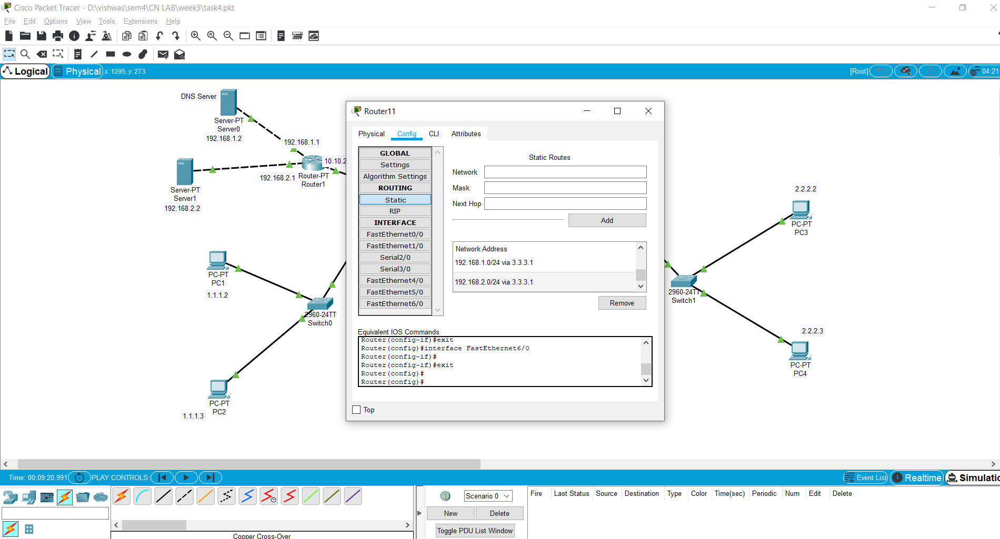 Cisco Packet Tracer - D:\vishwas\sem4\CN LAB\week3\task4.pkt
File Edit Options View Tools Extensions Help
Logical Physical x: 1295, y: 273 [Root] 04:21
DNS Server
Server-PT
Server0
192.168.1.2
192.168.1.1
10.10.2
Router-PT
Router1
192.168.2.1
Server-PT
Server1
192.168.2.2
PC-PT
PC1
1.1.1.2
2960-24TT
Switch0
PC-PT
PC2
1.1.1.3
Router11
Physical Config CLI Attributes
GLOBAL
Settings
Algorithm Settings
ROUTING
Static
RIP
INTERFACE
FastEthernet0/0
FastEthernet1/0
Serial2/0
Serial3/0
FastEthernet4/0
FastEthernet5/0
FastEthernet6/0
Static Routes
Network
Mask
Next Hop
Add
Network Address
192.168.1.0/24 via 3.3.3.1
192.168.2.0/24 via 3.3.3.1
Remove
Equivalent IOS Commands
Router(config-if)#exit
Router(config)#interface FastEthernet6/0
Router(config-if)#
Router(config-if)#exit
Router(config)#
Router(config)#
Top
2.2.2.2
PC-PT
PC3
2960-24TT
Switch1
2.2.2.3
PC-PT
PC4
Time: 00:09:20.991 PLAY CONTROLS: Event List Realtime Simulatio
Scenario 0
New Delete
Toggle PDU List Window
Fire Last Status Source Destination Type Color Time(sec) Periodic Num Edit Delete
Copper Cross-Over